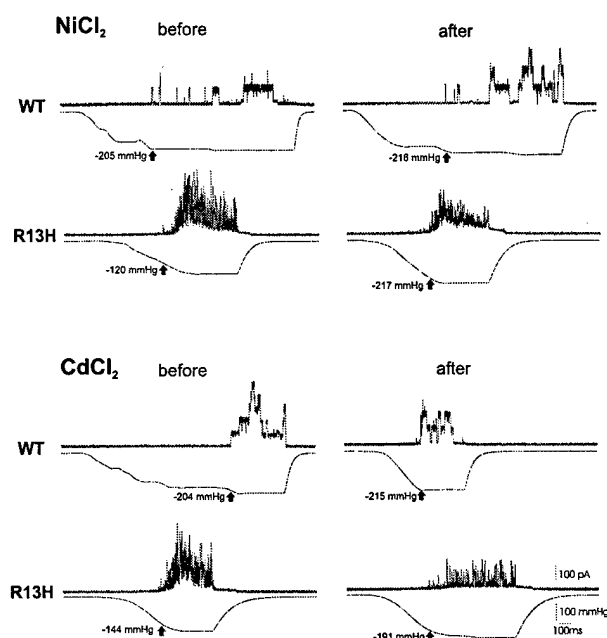 NiCl2
before
after
WT
-205 mmHg
-218 mmHg
R13H
-120 mmHg
-217 mmHg
CdCl2
before
after
WT
-204 mmHg
-215 mmHg
R13H
-144 mmHg
-191 mmHg
100 pA
100 mmHg
100ms